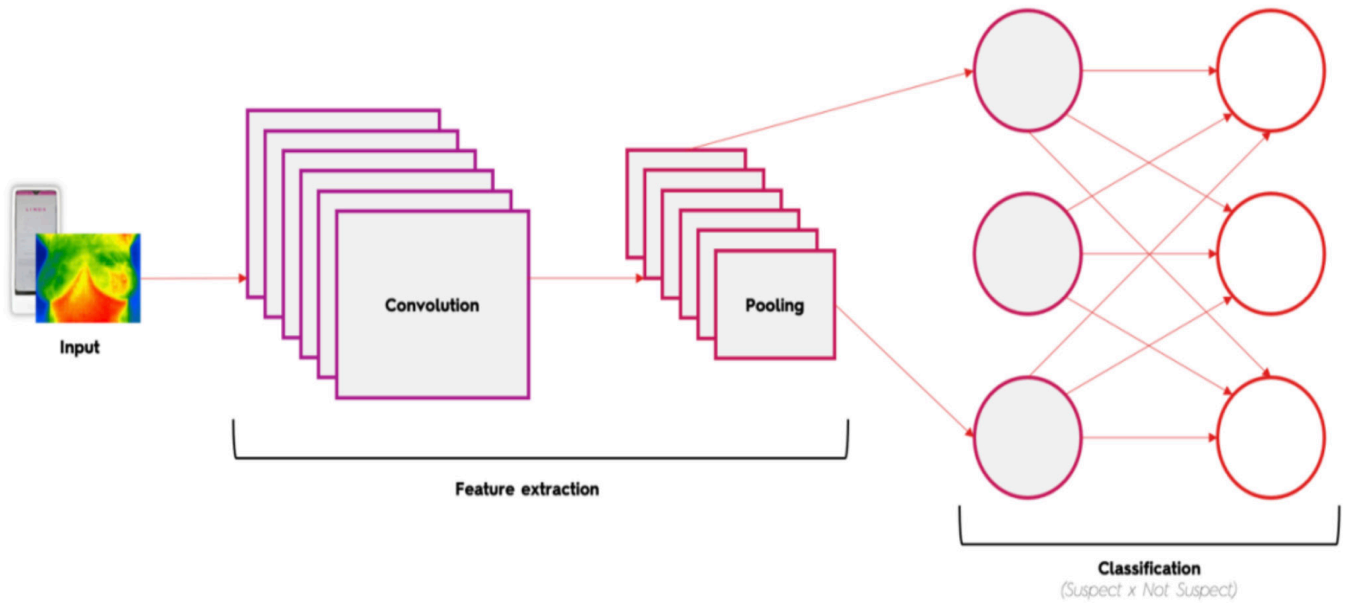 Convolution
Pooling
Input
Feature extraction
Classification
(Suspect x Not Suspect)